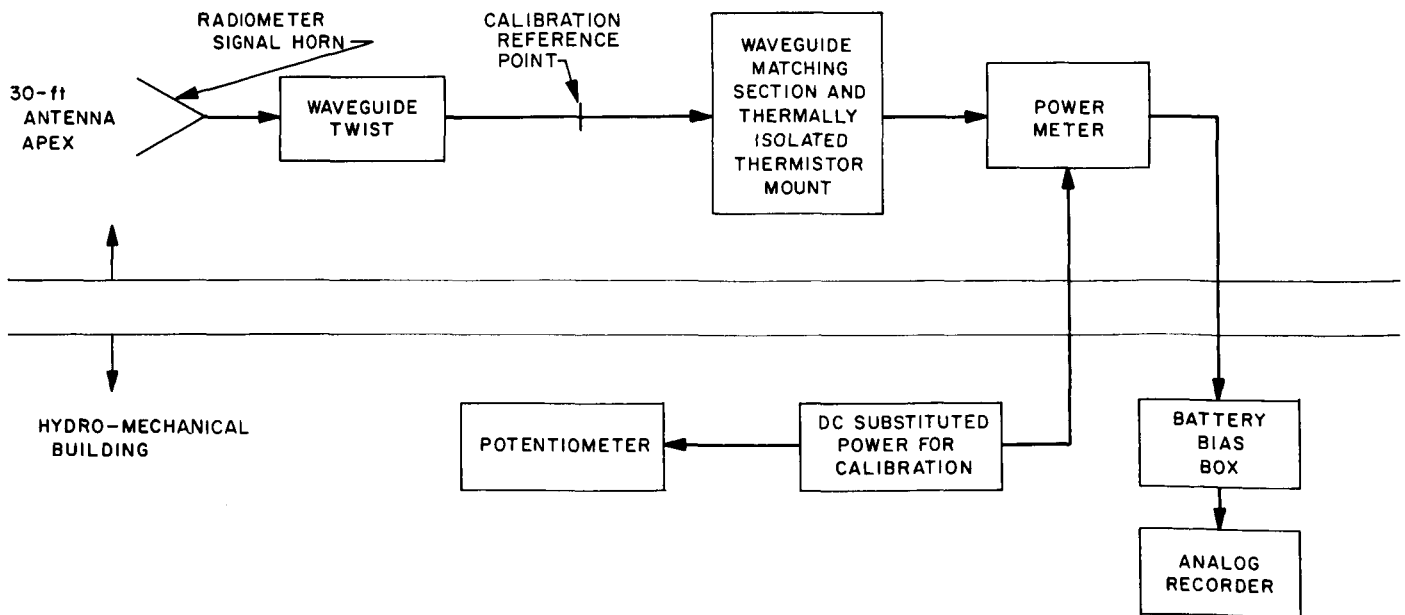 RADIOMETER
SIGNAL HORN
CALIBRATION
REFERENCE
POINT
30-ft
ANTENNA
APEX
WAVEGUIDE
TWIST
WAVEGUIDE
MATCHING
SECTION AND
THERMALLY
ISOLATED
THERMISTOR
MOUNT
POWER
METER
HYDRO-MECHANICAL
BUILDING
POTENTIOMETER
DC SUBSTITUTED
POWER FOR
CALIBRATION
BATTERY
BIAS
BOX
ANALOG
RECORDER